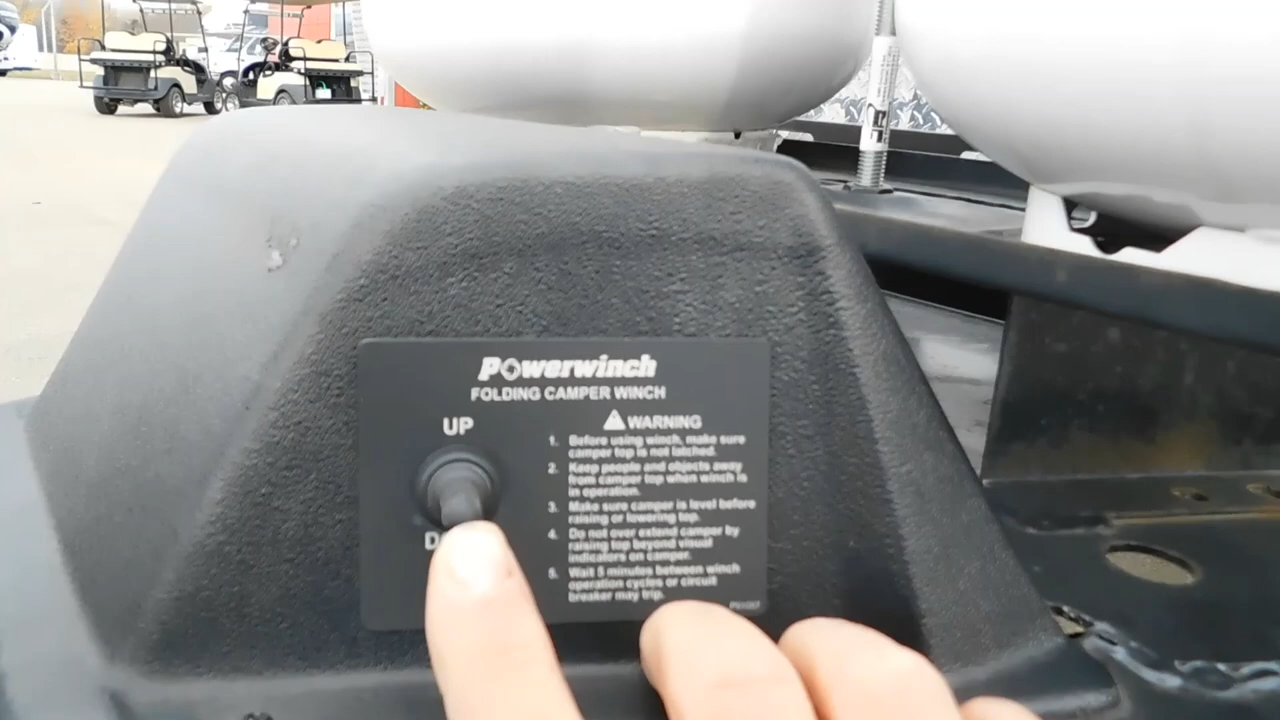 Powerwinch
FOLDING CAMPER WINCH
UP
WARNING
1. Before using winch, make sure
camper top is not latched.
2. Keep people and objects away
from camper top when winch is
in operation.
3. Make sure camper is level before
raising or lowering top.
4. Do not over extend camper by
raising top beyond visual
indicators on camper.
5. Wait 5 minutes between winch
operation cycles or circuit
breaker may trip.